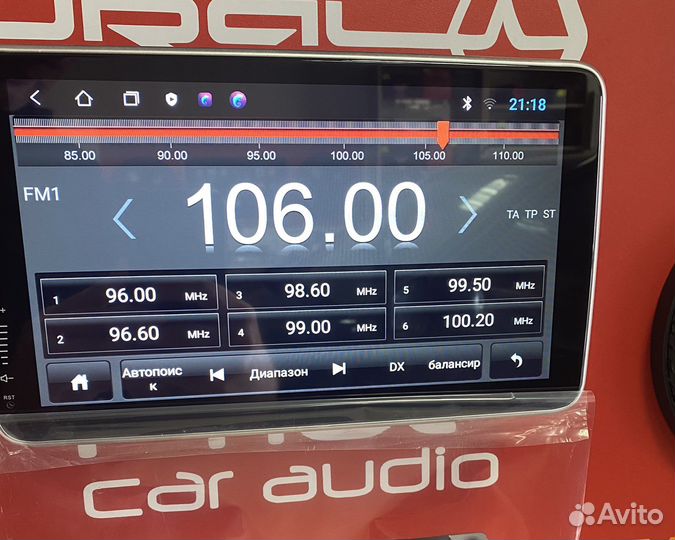 21:18
85.00 90.00 95.00 100.00 105.00 110.00
FM1
106.00
TA TP ST
1 96.00 MHz
3 98.60 MHz
5 99.50 MHz
2 96.60 MHz
4 99.00 MHz
6 100.20 MHz
Автопоис
к
Диапазон
DX
балансир
RST
car audio
Avito